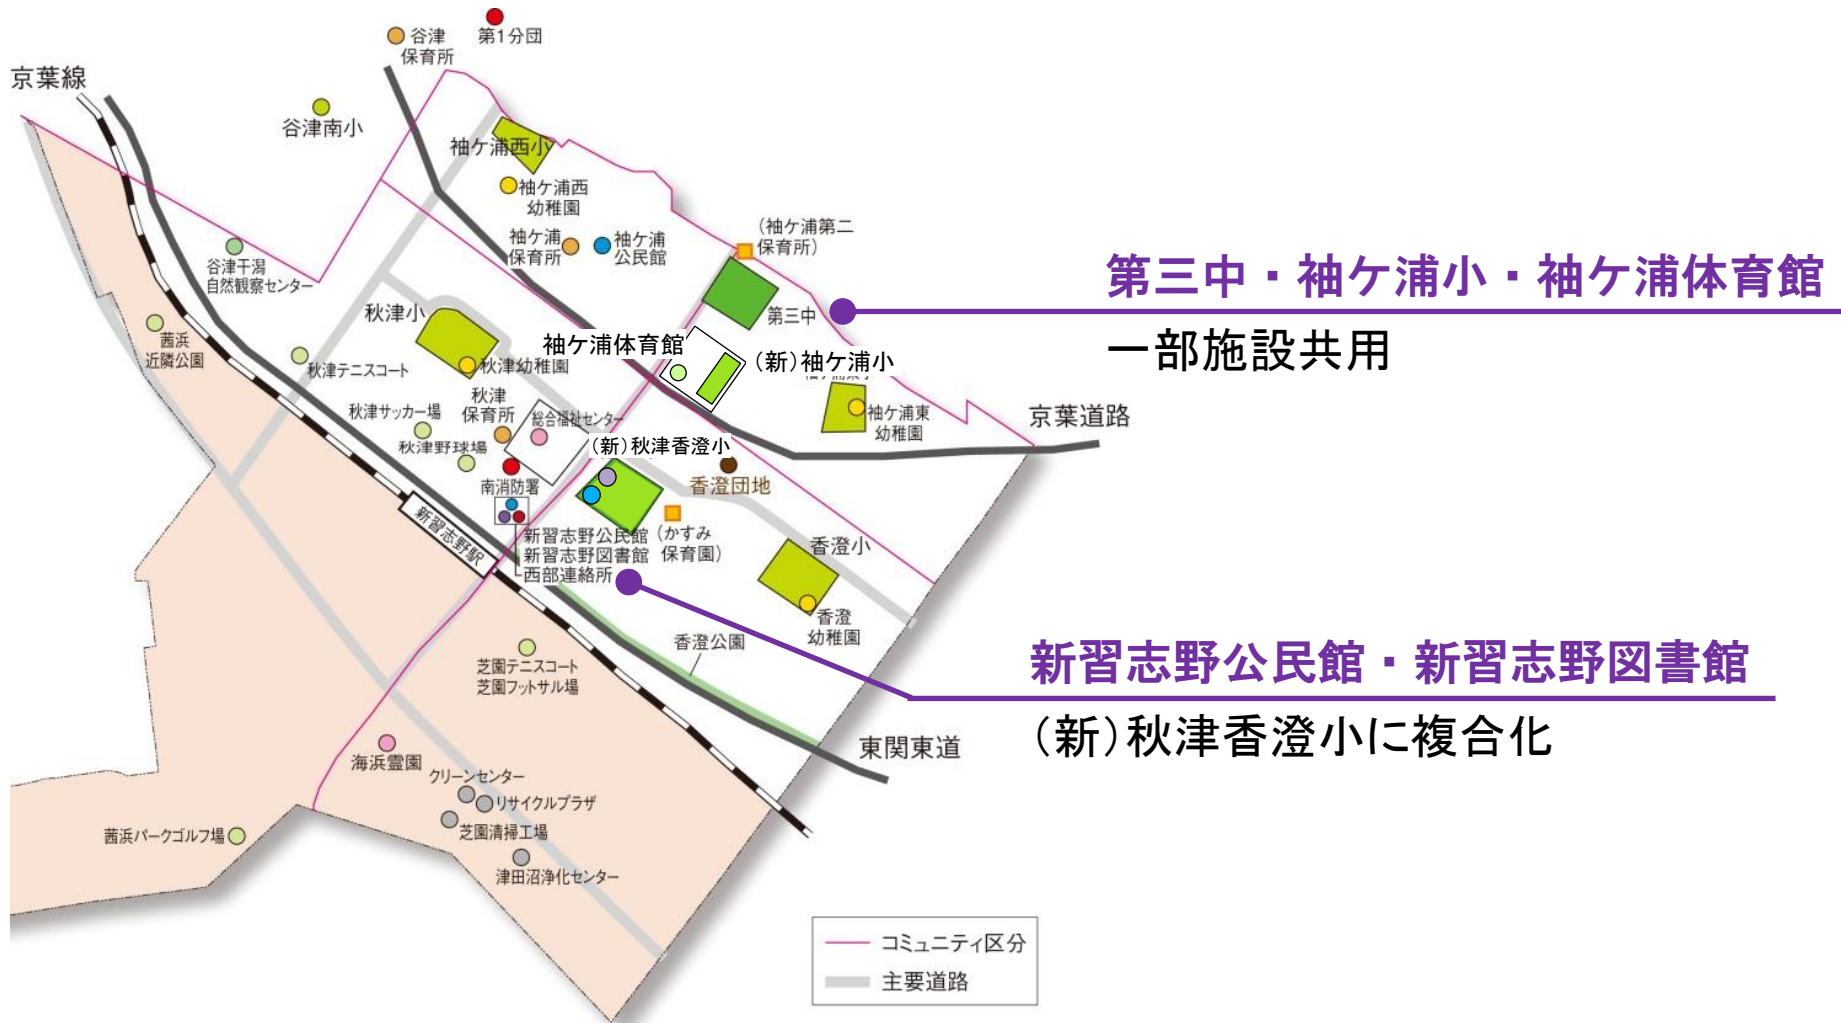 谷津
保育所
第1分団
京葉線
谷津南小
袖ケ浦西小
袖ケ浦西
幼稚園
袖ケ浦
保育所
袖ケ浦
公民館
(袖ケ浦第二
保育所)
谷津干潟
自然観察センター
第三中・袖ケ浦小・袖ケ浦体育館
一部施設共用
秋津小
第三中
茜浜
近隣公園
袖ケ浦体育館
(新)袖ケ浦小
秋津テニスコート
秋津幼稚園
秋津
保育所
総合福祉センター
秋津サッカー場
秋津野球場
袖ケ浦東
幼稚園
京葉道路
(新)秋津香澄小
南消防署
香澄団地
新習志野駅
新習志野公民館
新習志野図書館
西部連絡所
(かすみ
保育園)
香澄小
香澄
幼稚園
香澄公園
芝園テニスコート
芝園フットサル場
新習志野公民館・新習志野図書館
(新)秋津香澄小に複合化
東関東道
海浜霊園
クリーンセンター
リサイクルプラザ
芝園清掃工場
茜浜パークゴルフ場
津田沼浄化センター
コミュニティ区分
主要道路